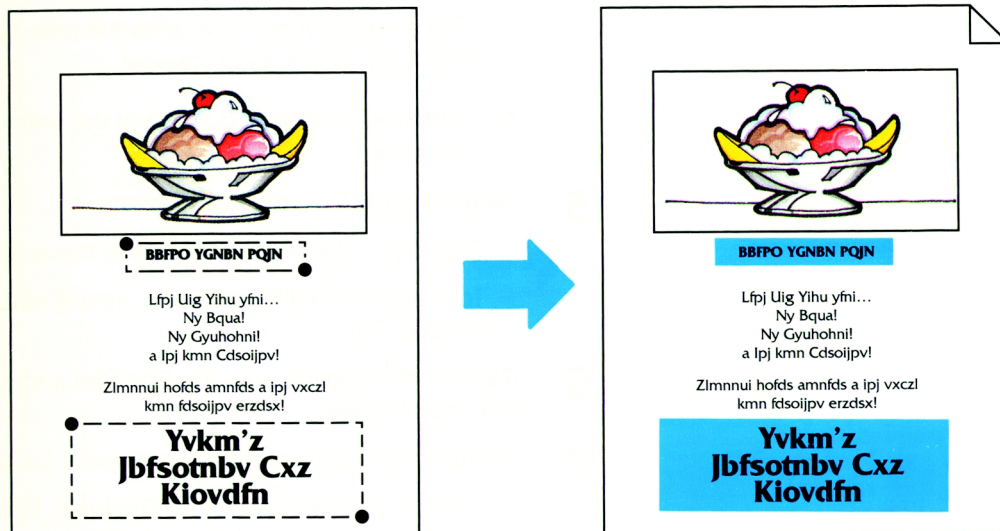 BBFPO YGNBN PQJN
Lfpj Uig Yihu yfni...
Ny Bqua!
Ny Gyuhohni!
a Ipj kmn Cdsoijpv!
Zlmnnui hofds amnfds a ipj vxczl
kmn fdsoijpv erzdsx!
Yvkm'z
Jbfsotnbv Cxz
Kiovdfn
BBFPO YGNBN PQJN
Lfpj Uig Yihu yfni...
Ny Bqua!
Ny Gyuhohni!
a Ipj kmn Cdsoijpv!
Zlmnnui hofds amnfds a ipj vxczl
kmn fdsoijpv erzdsx!
Yvkm'z
Jbfsotnbv Cxz
Kiovdfn